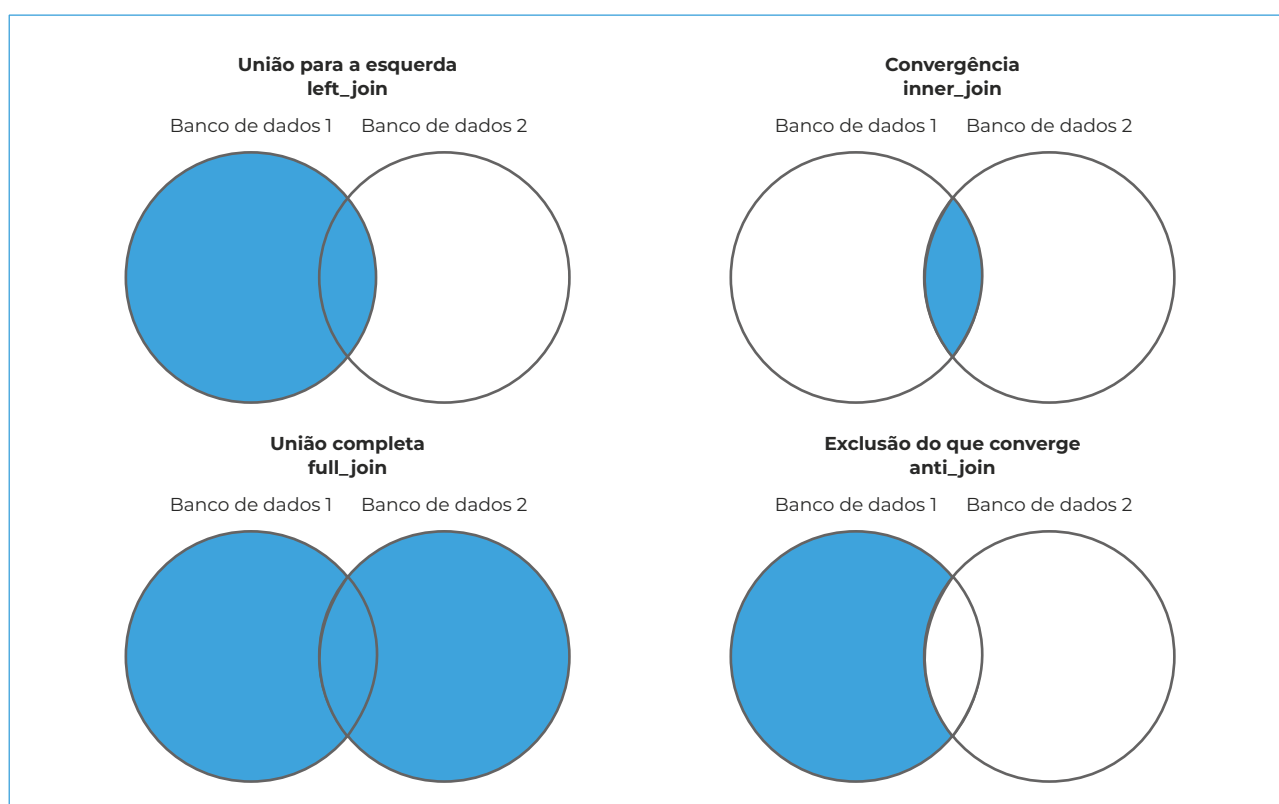 União para a esquerda
left_join
Banco de dados 1 Banco de dados 2
Convergência
inner_join
Banco de dados 1 Banco de dados 2
União completa
full_join
Banco de dados 1 Banco de dados 2
Exclusão do que converge
anti_join
Banco de dados 1 Banco de dados 2